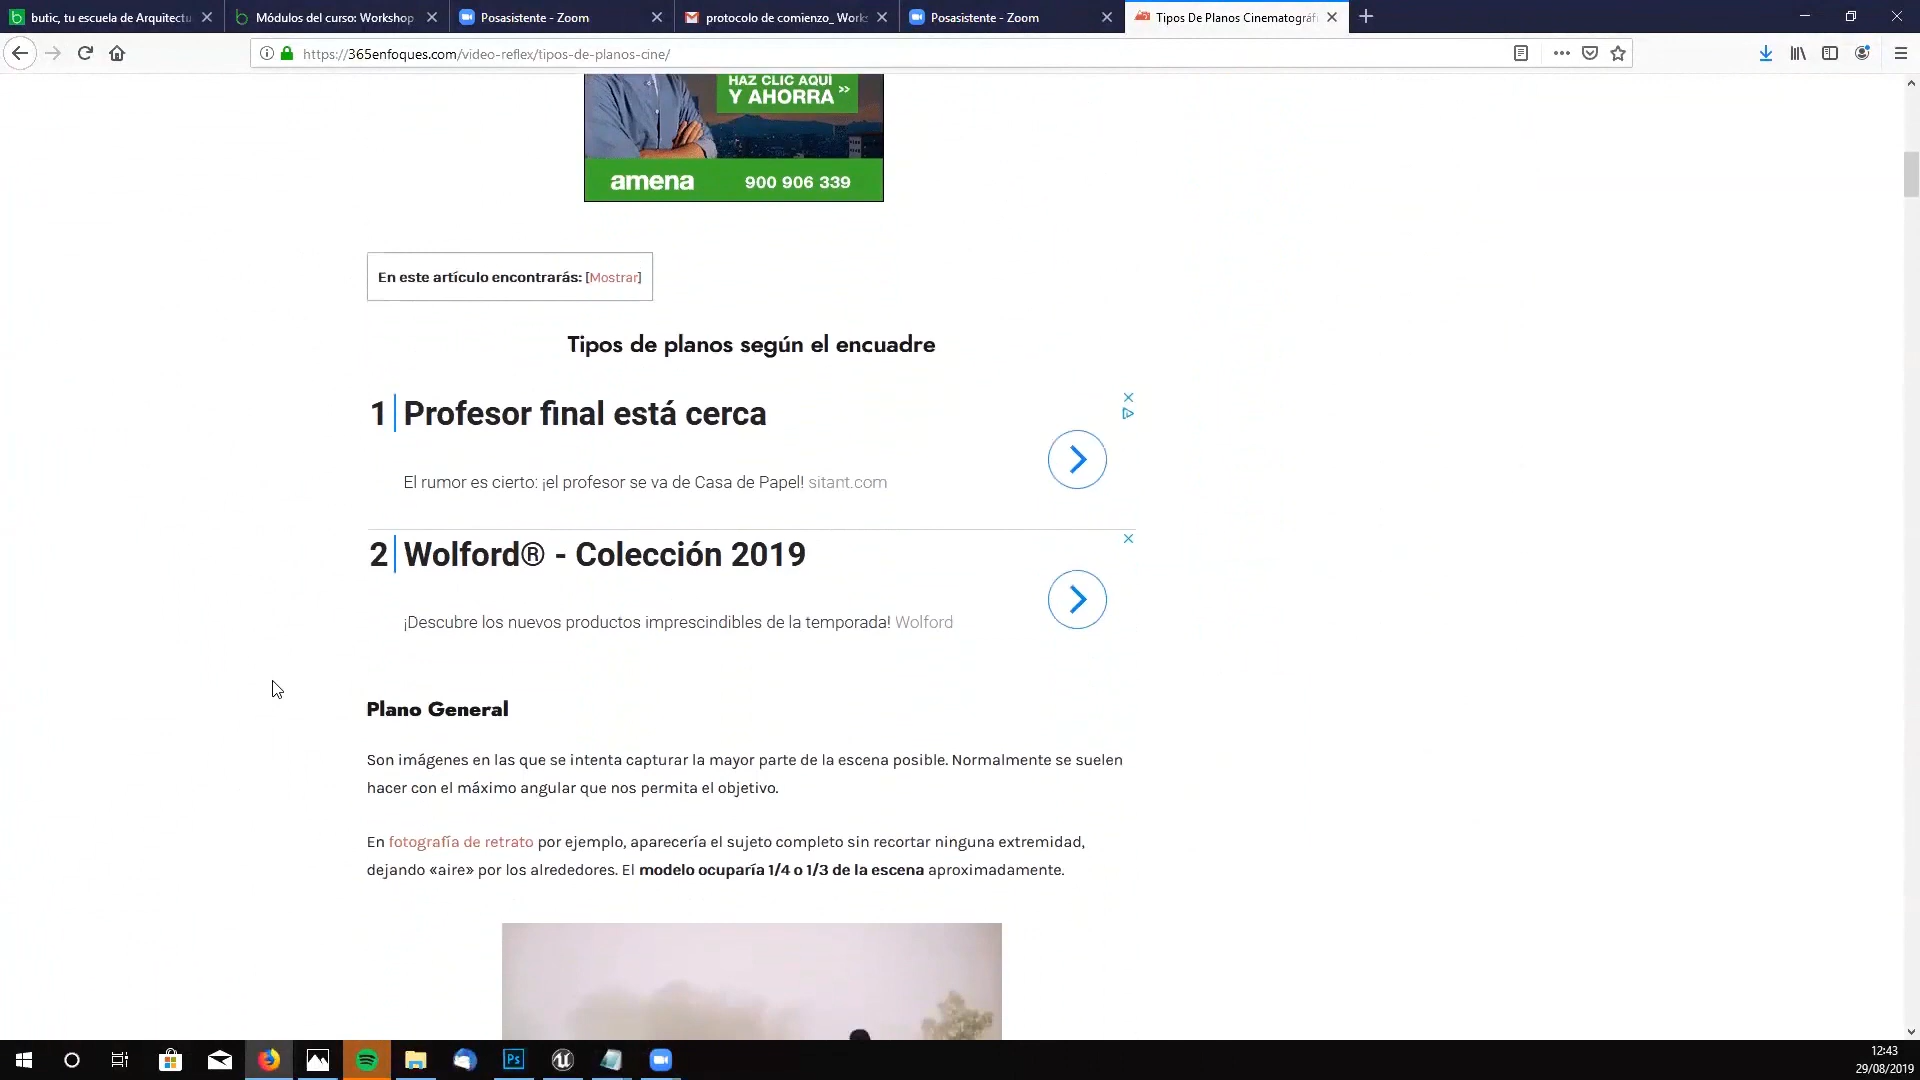 butic, tu escuela de Arquitectu
Módulos del curso: Workshop
Posasistente - Zoom
protocolo de comienzo_ Work
Posasistente - Zoom
Tipos De Planos Cinematográfi
https://365enfoques.com/video-reflex/tipos-de-planos-cine/
HAZ CLIC AQUÍ
Y AHORRA >>
amena 900 906 339
En este artículo encontrarás: [Mostrar]
Tipos de planos según el encuadre
1 Profesor final está cerca
El rumor es cierto: ¡el profesor se va de Casa de Papel! sitant.com
2 Wolford® - Colección 2019
¡Descubre los nuevos productos imprescindibles de la temporada! Wolford
Plano General
Son imágenes en las que se intenta capturar la mayor parte de la escena posible. Normalmente se suelen
hacer con el máximo angular que nos permita el objetivo.
En fotografía de retrato por ejemplo, aparecería el sujeto completo sin recortar ninguna extremidad,
dejando «aire» por los alrededores. El modelo ocuparía 1/4 o 1/3 de la escena aproximadamente.
Ps
12:43
29/08/2019